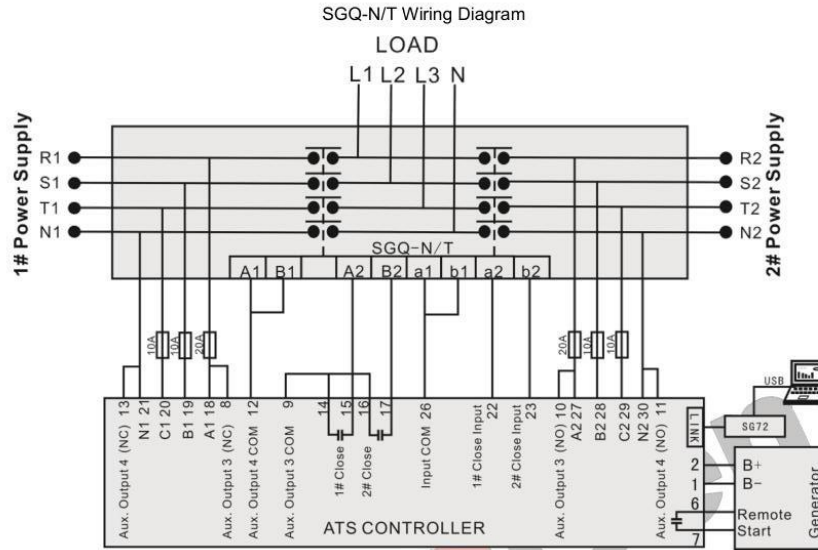 SGQ-N/T Wiring Diagram
LOAD
L1 L2 L3 N
1# Power Supply
2# Power Supply
R1 R2
S1 S2
T1 T2
N1 N2
SGQ-N/T
A1 B1 A2 B2 a1 b1 a2 b2
10A 10A 20A 20A 10A 10A
Aux. Output 4 (NC) 13
N1 21
C1 20
B1 19
A1 18
Aux. Output 3 (NC) 8
Aux. Output 4 COM 12
Aux. Output 3 COM 9
14
1# Close 15
16
2# Close 17
Input COM 26
1# Close Input 22
2# Close Input 23
Aux. Output 3 (NO) 10
A2 27
B2 28
C2 29
N2 30
Aux. Output 4 (NO) 11
LINK
USB
SG72
2 B+
1 B-
6 Remote
Start
7
Generator
ATS CONTROLLER